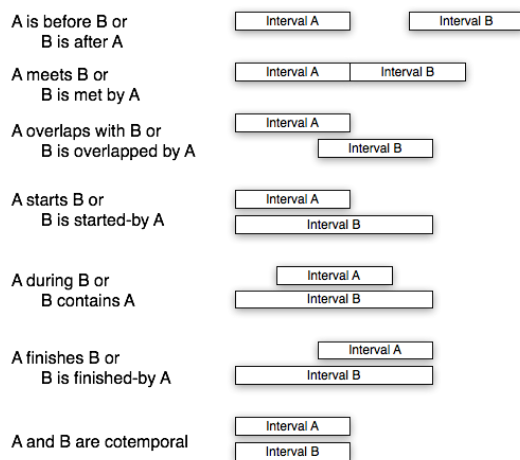 A is before B or
B is after A
Interval A
Interval B
A meets B or
B is met by A
Interval A
Interval B
A overlaps with B or
B is overlapped by A
Interval A
Interval B
A starts B or
B is started-by A
Interval A
Interval B
A during B or
B contains A
Interval A
Interval B
A finishes B or
B is finished-by A
Interval A
Interval B
A and B are cotemporal
Interval A
Interval B